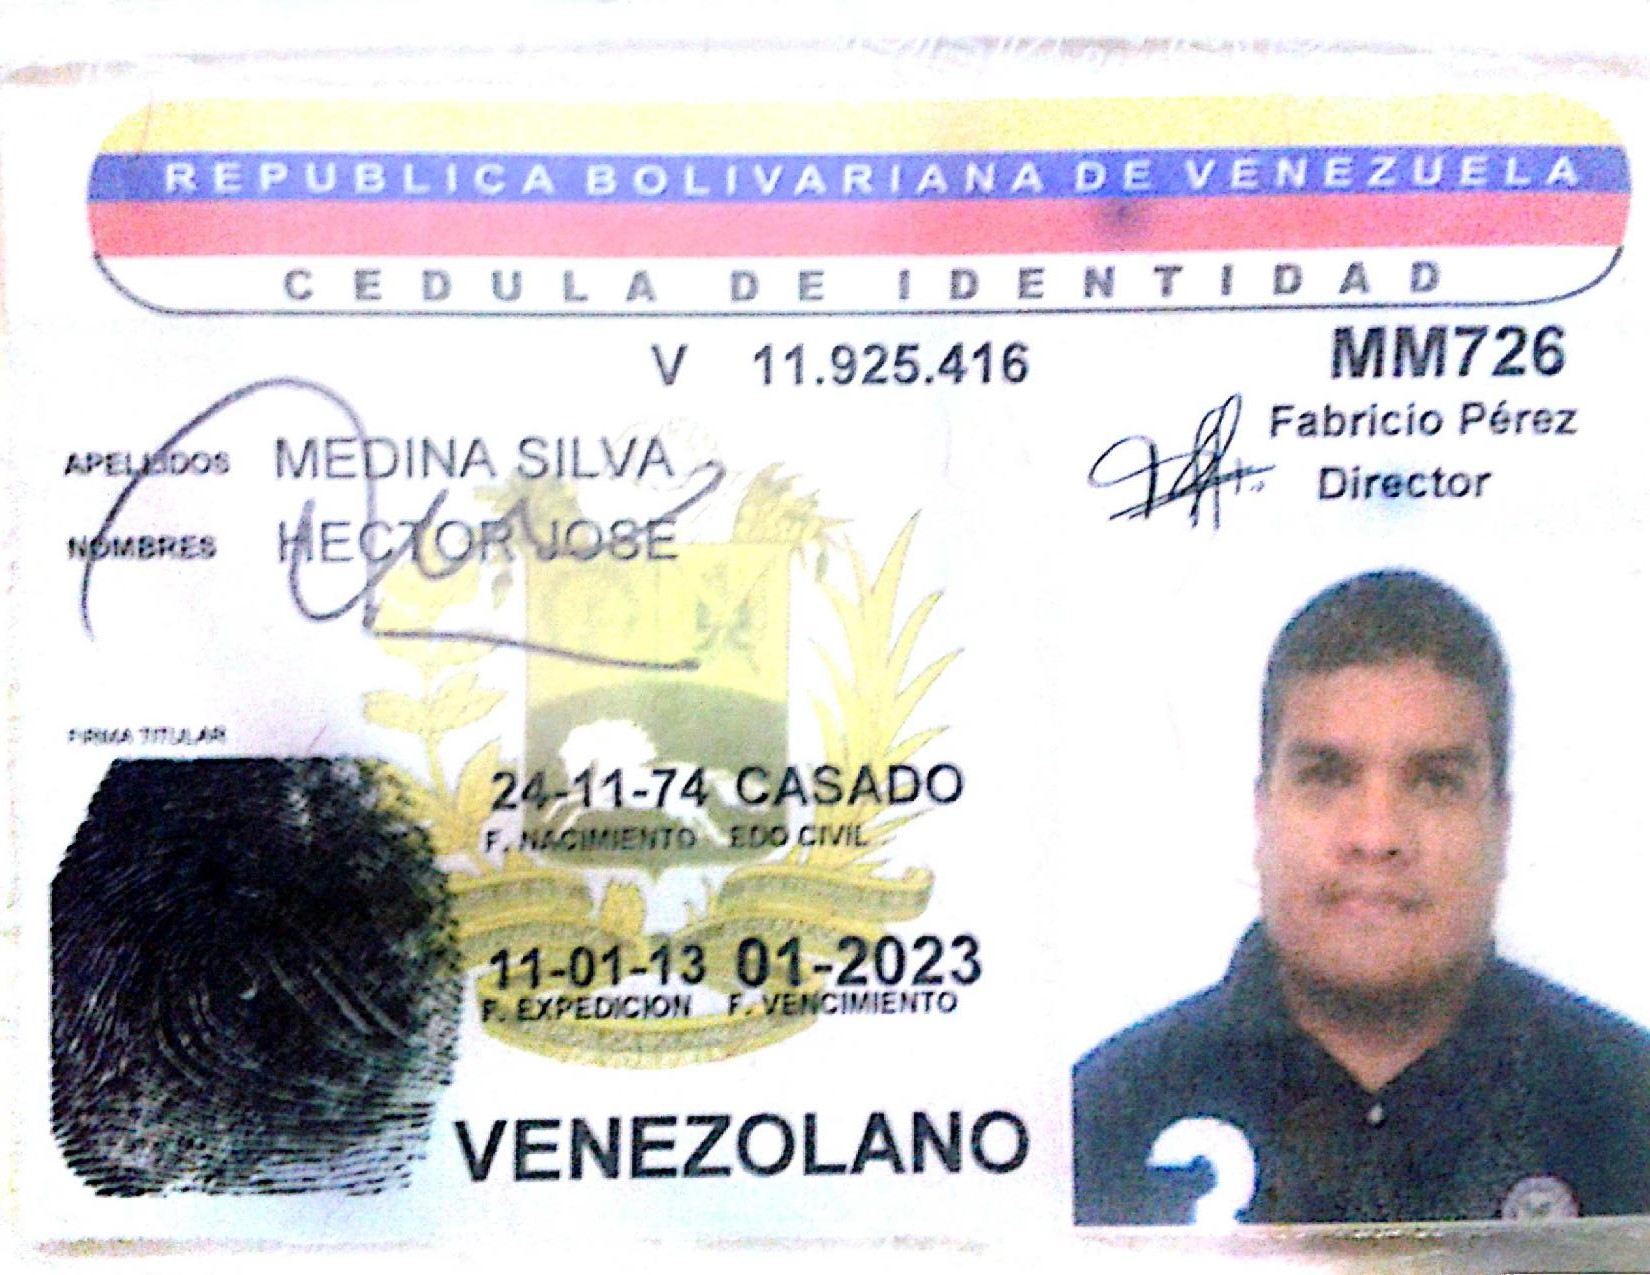 REPUBLICA BOLIVARIANA DE VENEZUELA
CEDULA DE IDENTIDAD
V 11.925.416
MM726
Fabricio Pérez
Director
APELLIDOS MEDINA SILVA
NOMBRES HECTOR JOSE
FIRMA TITULAR
24-11-74 CASADO
F. NACIMIENTO EDO CIVIL
11-01-13 01-2023
F. EXPEDICION F. VENCIMIENTO
VENEZOLANO